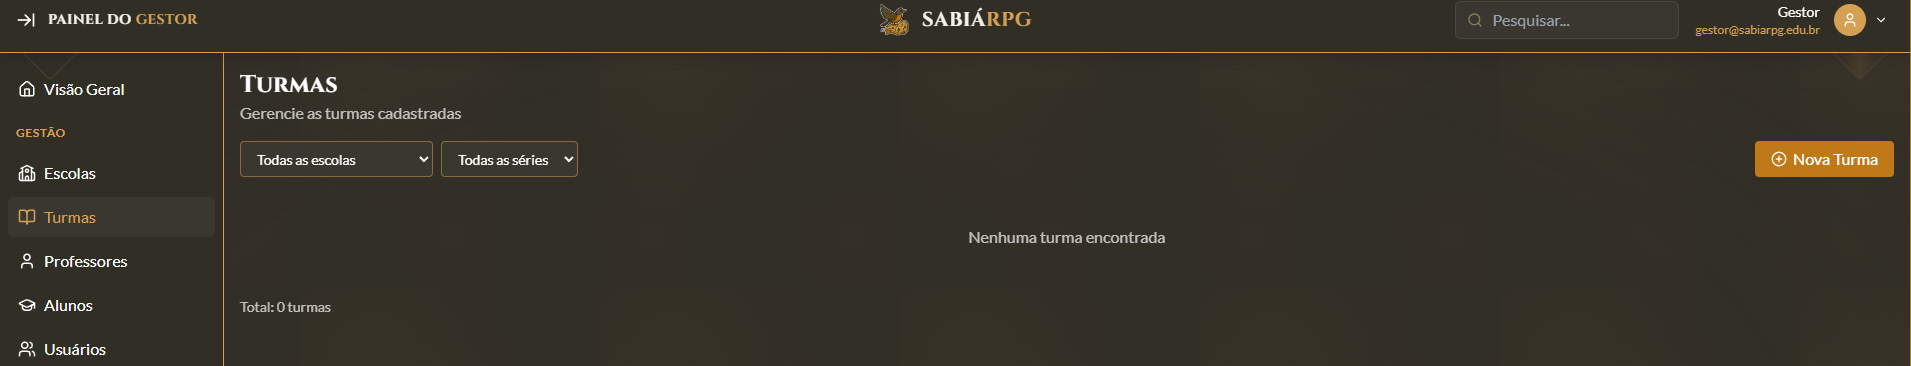 PAINEL DO GESTOR
SABIÁRPG
Pesquisar...
Gestor
gestor@sabiarpg.edu.br
Visão Geral
GESTÃO
Escolas
Turmas
Professores
Alunos
Usuários
TURMAS
Gerencie as turmas cadastradas
Todas as escolas
Todas as séries
Nova Turma
Nenhuma turma encontrada
Total: 0 turmas